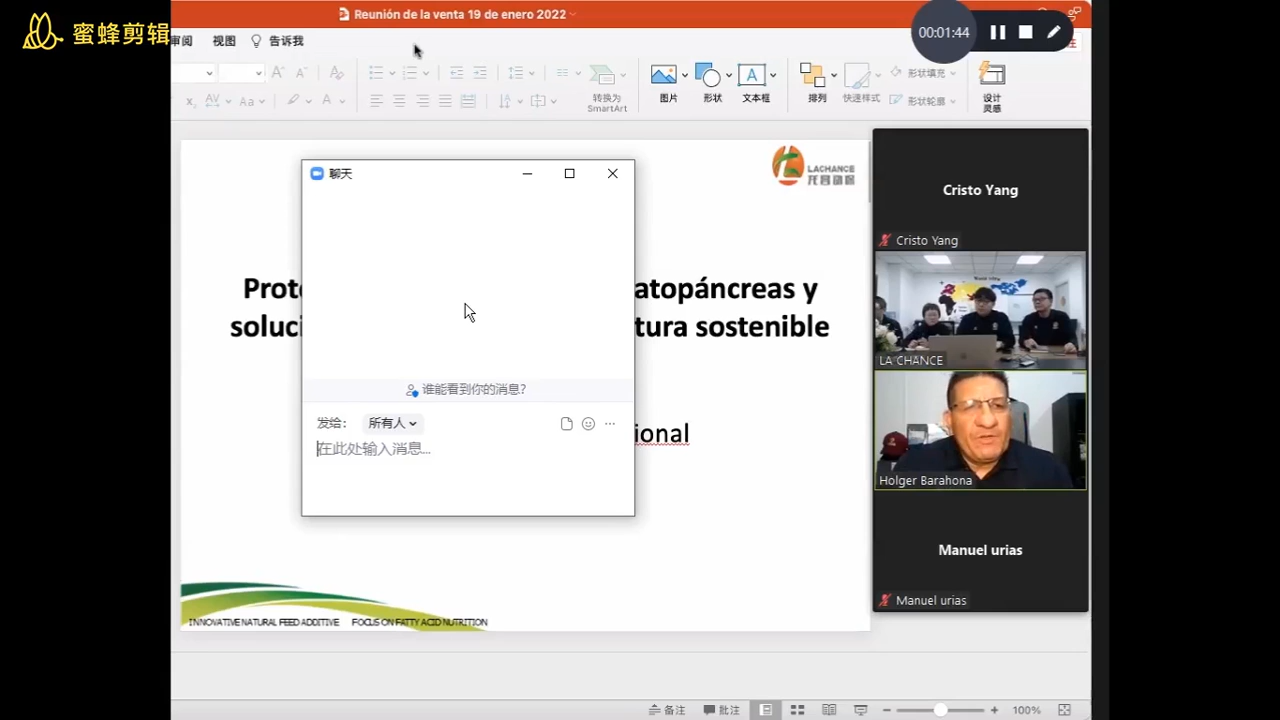 蜜蜂剪辑
Reunión de la venta 19 de enero 2022
00:01:44
审阅
视图
告诉我
转换为
SmartArt
图片
形状
文本框
排列
快速样式
形状填充
形状轮廓
设计
灵感
聊天
LACHANCE
Cristo Yang
Cristo Yang
atopáncreas y
soluci
tura sostenible
谁能看到你的消息?
LA CHANCE
发给:
所有人
ional
在此处输入消息...
Holger Barahona
Manuel urias
Manuel urias
INNOVATIVE NATURAL FEED ADDITIVE FOCUS ON FATTY ACID NUTRITION
备注
批注
100%